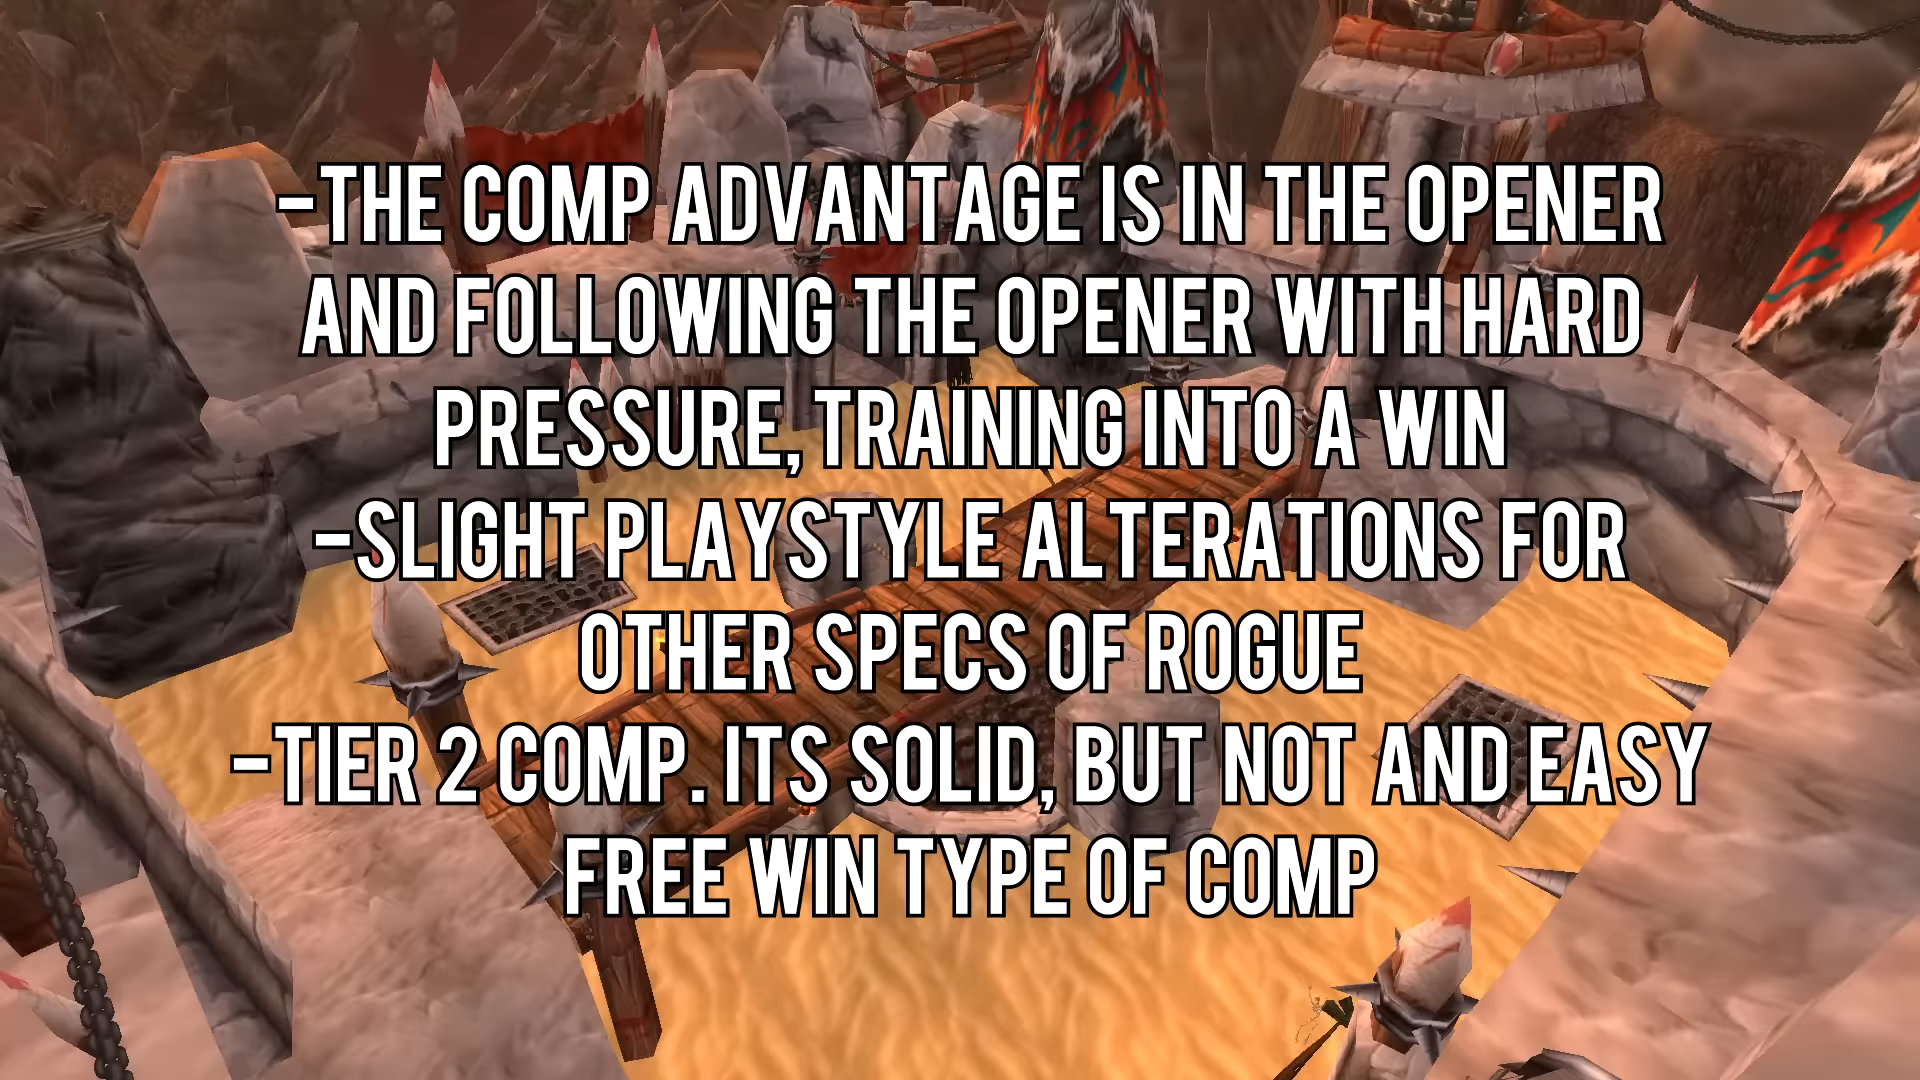 -THE COMP ADVANTAGE IS IN THE OPENER
AND FOLLOWING THE OPENER WITH HARD
PRESSURE, TRAINING INTO A WIN
-SLIGHT PLAYSTYLE ALTERATIONS FOR
OTHER SPECS OF ROGUE
-TIER 2 COMP. ITS SOLID, BUT NOT AND EASY
FREE WIN TYPE OF COMP